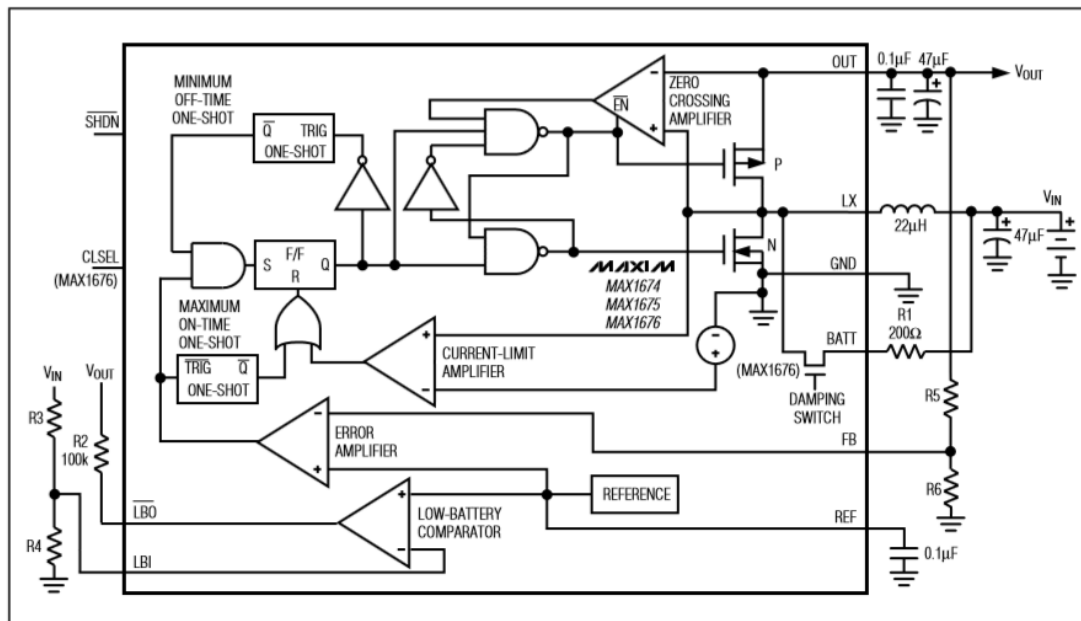 OUT
0.1µF
47µF
VOUT
MINIMUM
OFF-TIME
ONE-SHOT
ZERO
CROSSING
AMPLIFIER
EN
SHDN
Q
TRIG
ONE-SHOT
P
LX
VIN
22µH
47µF
CLSEL
(MAX1676)
S
F/F
R
Q
N
MAXIM
MAX1674
MAX1675
MAX1676
GND
MAXIMUM
ON-TIME
ONE-SHOT
R1
200Ω
BATT
CURRENT-LIMIT
AMPLIFIER
(MAX1676)
DAMPING
SWITCH
TRIG
Q
ONE-SHOT
VIN
VOUT
R3
R2
100k
R5
ERROR
AMPLIFIER
FB
REFERENCE
R6
LBO
LOW-BATTERY
COMPARATOR
REF
R4
LBI
0.1µF
-
+
+
-
-
+
+
-
-
+
+
+
+